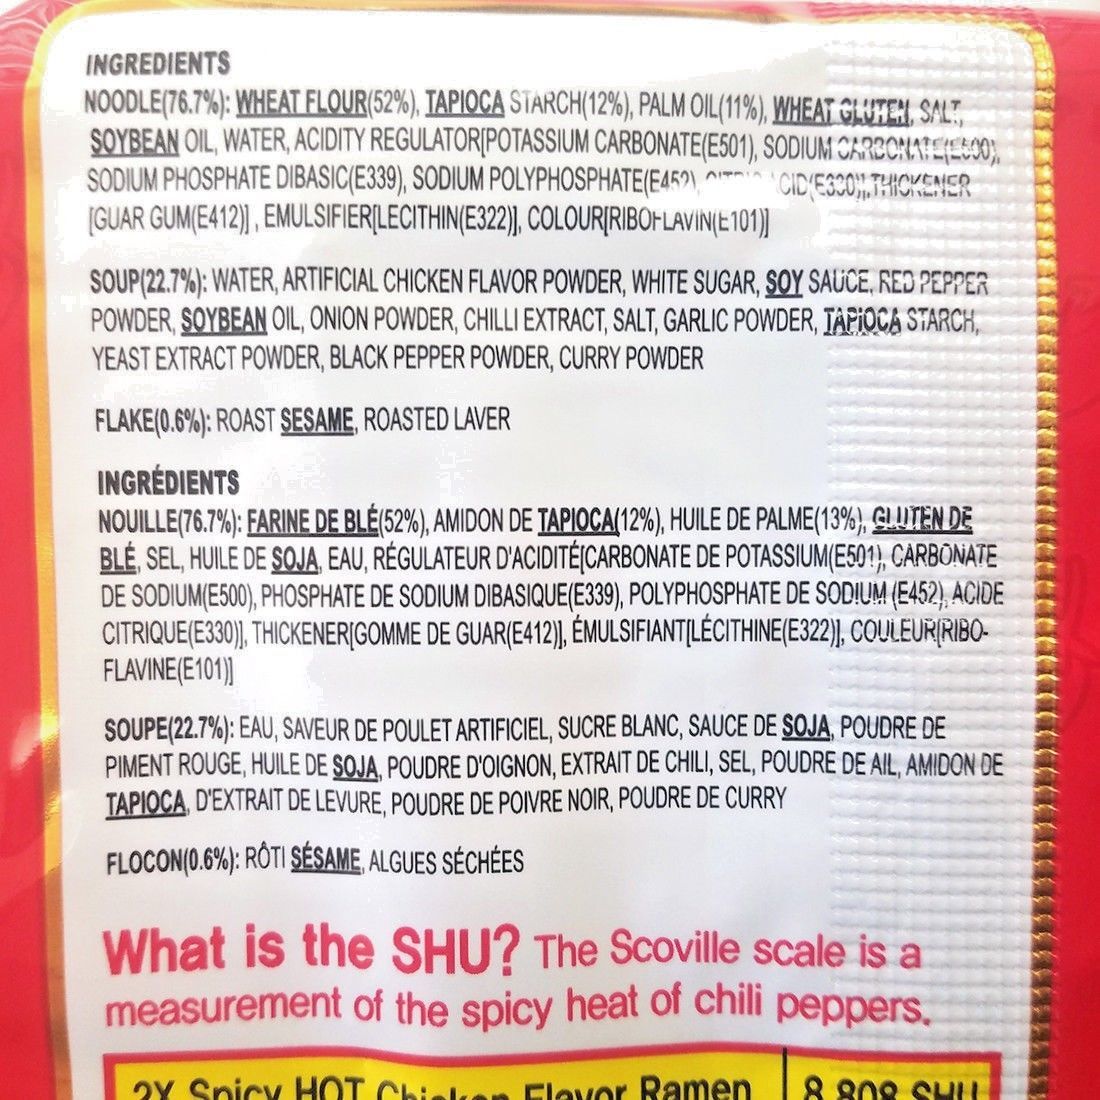 INGREDIENTS
NOODLE(76.7%): WHEAT FLOUR(52%), TAPIOCA STARCH(12%), PALM OIL(11%), WHEAT GLUTEN, SALT,
SOYBEAN OIL, WATER, ACIDITY REGULATOR[POTASSIUM CARBONATE(E501), SODIUM CARBONATE(E500),
SODIUM PHOSPHATE DIBASIC(E339), SODIUM POLYPHOSPHATE(E452), CITRIC ACID(E330)],THICKENER
[GUAR GUM(E412)] , EMULSIFIER[LECITHIN(E322)], COLOUR[RIBOFLAVIN(E101)]
SOUP(22.7%): WATER, ARTIFICIAL CHICKEN FLAVOR POWDER, WHITE SUGAR, SOY SAUCE, RED PEPPER
POWDER, SOYBEAN OIL, ONION POWDER, CHILLI EXTRACT, SALT, GARLIC POWDER, TAPIOCA STARCH,
YEAST EXTRACT POWDER, BLACK PEPPER POWDER, CURRY POWDER
FLAKE(0.6%): ROAST SESAME, ROASTED LAVER
INGRÉDIENTS
NOUILLE(76.7%): FARINE DE BLÉ(52%), AMIDON DE TAPIOCA(12%), HUILE DE PALME(13%), GLUTEN DE
BLÉ, SEL, HUILE DE SOJA, EAU, RÉGULATEUR D'ACIDITÉ[CARBONATE DE POTASSIUM(E501), CARBONATE
DE SODIUM(E500), PHOSPHATE DE SODIUM DIBASIQUE(E339), POLYPHOSPHATE DE SODIUM (E452), ACIDE
CITRIQUE(E330)], THICKENER[GOMME DE GUAR(E412)], ÉMULSIFIANT[LÉCITHINE(E322)], COULEUR[RIBO-
FLAVINE(E101)]
SOUPE(22.7%): EAU, SAVEUR DE POULET ARTIFICIEL, SUCRE BLANC, SAUCE DE SOJA, POUDRE DE
PIMENT ROUGE, HUILE DE SOJA, POUDRE D'OIGNON, EXTRAIT DE CHILI, SEL, POUDRE DE AIL, AMIDON DE
TAPIOCA, D'EXTRAIT DE LEVURE, POUDRE DE POIVRE NOIR, POUDRE DE CURRY
FLOCON(0.6%): RÔTI SÉSAME, ALGUES SÉCHÉES
What is the SHU? The Scoville scale is a
measurement of the spicy heat of chili peppers.
2X Spicy HOT Chicken Flavor Ramen 8,808 SHU